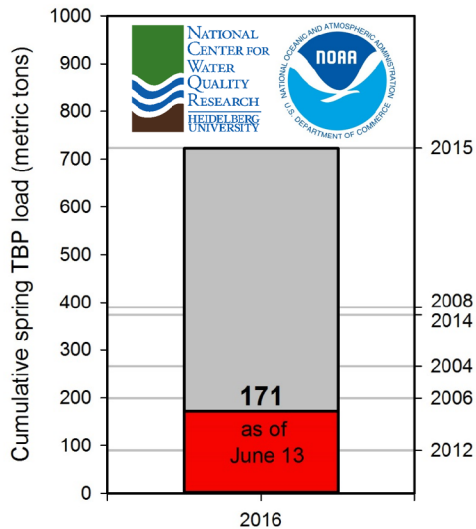 Cumulative spring TBP load (metric tons)
1000
900
800
700
600
500
400
300
200
100
0
NATIONAL
CENTER FOR
WATER
QUALITY
RESEARCH
HEIDELBERG
UNIVERSITY
NATIONAL OCEANIC AND ATMOSPHERIC ADMINISTRATION
NOAA
U.S. DEPARTMENT OF COMMERCE
2015
2008
2014
2004
2006
2012
171
as of
June 13
2016